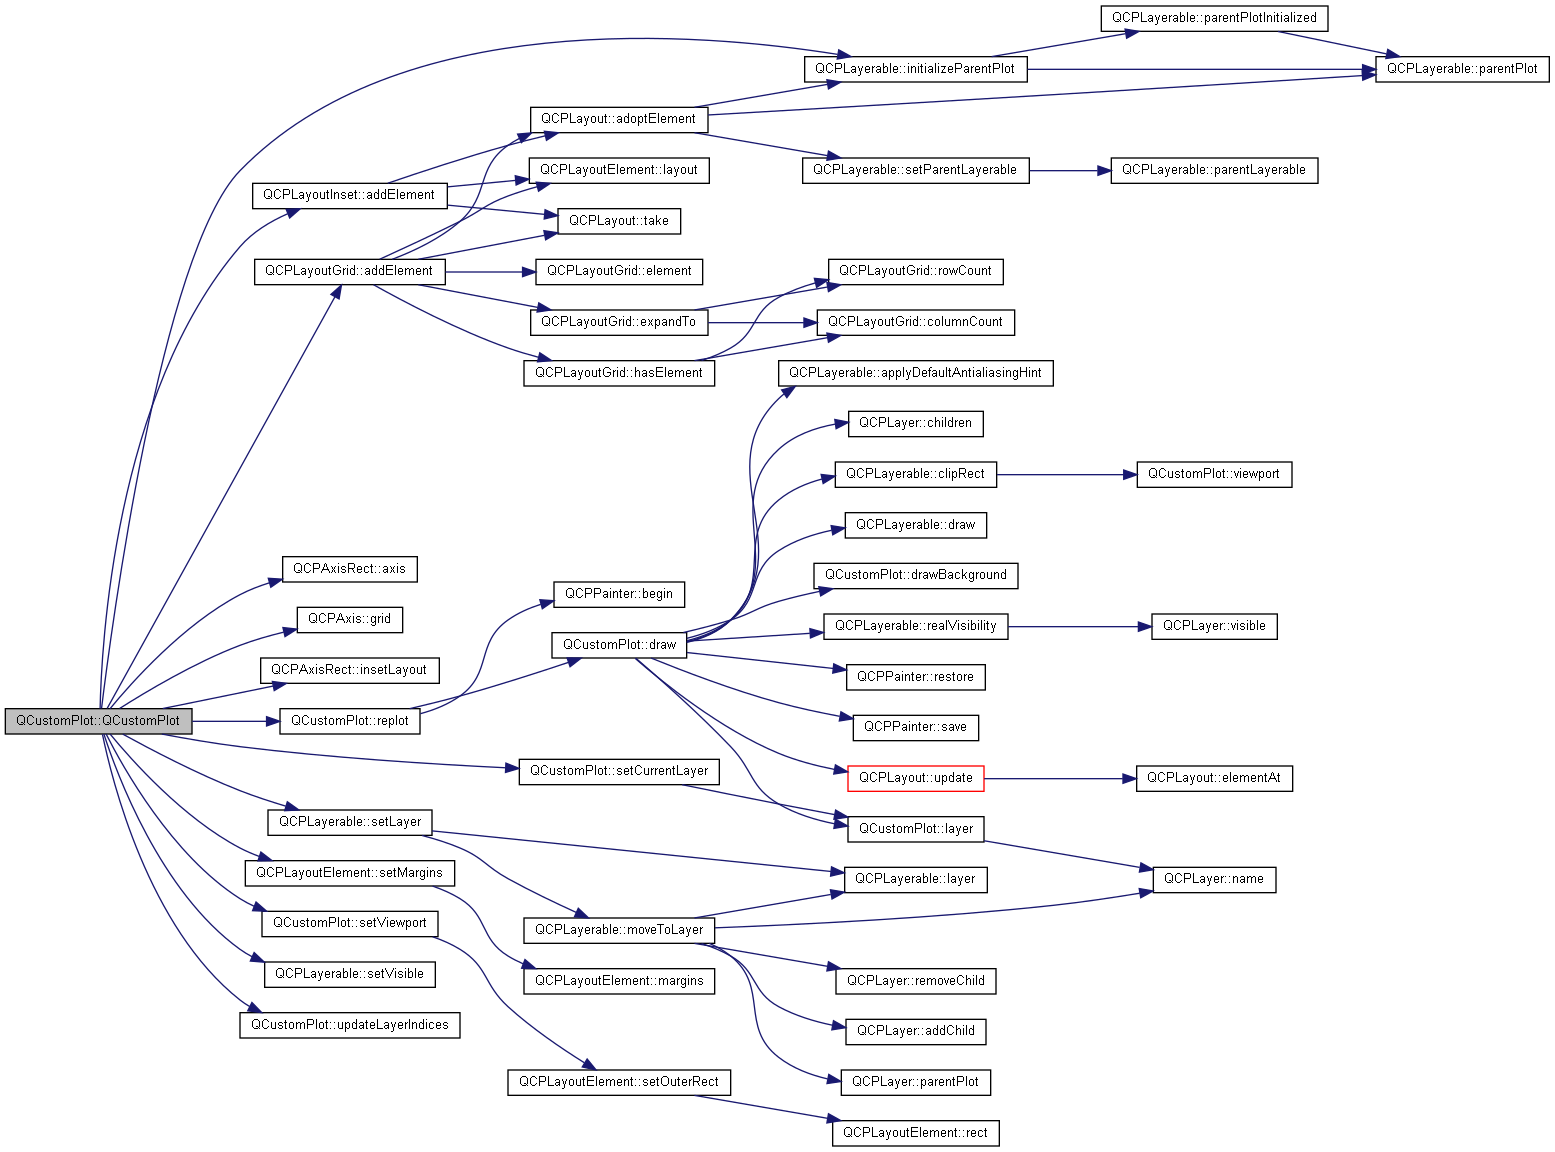 QCPLayerable::parentPlotInitialized
QCPLayerable::initializeParentPlot
QCPLayerable::parentPlot
QCPLayout::adoptElement
QCPLayoutElement::layout
QCPLayerable::setParentLayerable
QCPLayerable::parentLayerable
QCPLayoutInset::addElement
QCPLayout::take
QCPLayoutGrid::addElement
QCPLayoutGrid::element
QCPLayoutGrid::rowCount
QCPLayoutGrid::expandTo
QCPLayoutGrid::columnCount
QCPLayoutGrid::hasElement
QCPLayerable::applyDefaultAntialiasingHint
QCPLayer::children
QCPLayerable::clipRect
QCustomPlot::viewport
QCPLayerable::draw
QCPAxisRect::axis
QCustomPlot::drawBackground
QCPPainter::begin
QCPAxis::grid
QCPLayerable::realVisibility
QCPLayer::visible
QCustomPlot::draw
QCPAxisRect::insetLayout
QCPPainter::restore
QCustomPlot::QCustomPlot
QCustomPlot::replot
QCPPainter::save
QCustomPlot::setCurrentLayer
QCPLayout::update
QCPLayout::elementAt
QCPLayerable::setLayer
QCustomPlot::layer
QCPLayoutElement::setMargins
QCPLayerable::layer
QCPLayer::name
QCustomPlot::setViewport
QCPLayerable::moveToLayer
QCPLayerable::setVisible
QCPLayoutElement::margins
QCPLayer::removeChild
QCustomPlot::updateLayerIndices
QCPLayer::addChild
QCPLayoutElement::setOuterRect
QCPLayer::parentPlot
QCPLayoutElement::rect